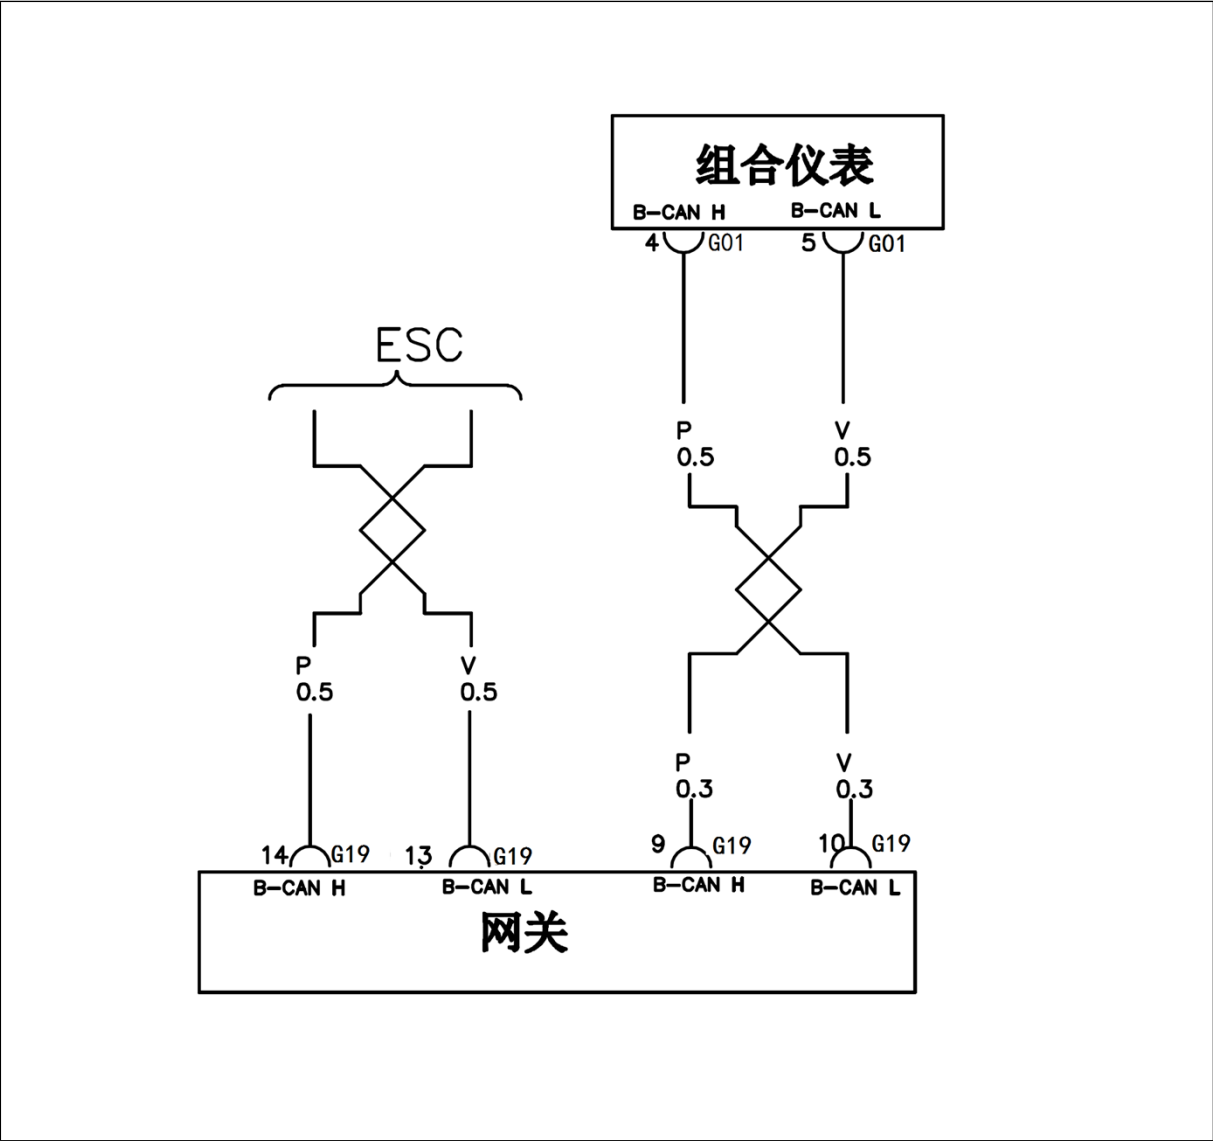 组合仪表
B-CAN H
B-CAN L
4
G01
5
G01
ESC
P
0.5
V
0.5
P
0.5
V
0.5
P
0.3
V
0.3
14
G19
13
G19
9
G19
10
G19
B-CAN H
B-CAN L
B-CAN H
B-CAN L
网关